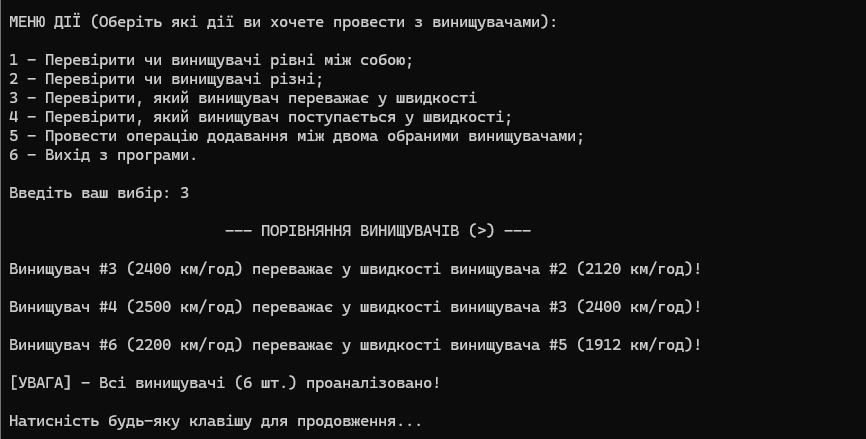 МЕНЮ ДІЇ (Оберіть які дії ви хочете провести з винищувачами):
1 - Перевірити чи винищувачі рівні між собою;
2 - Перевірити чи винищувачі різні;
3 - Перевірити, який винищувач переважає у швидкості
4 - Перевірити, який винищувач поступається у швидкості;
5 - Провести операцію додавання між двома обраними винищувачами;
6 - Вихід з програми.
Введіть ваш вибір: 3
--- ПОРІВНЯННЯ ВИНИЩУВАЧІВ (>) ---
Винищувач #3 (2400 км/год) переважає у швидкості винищувача #2 (2120 км/год)!
Винищувач #4 (2500 км/год) переважає у швидкості винищувача #3 (2400 км/год)!
Винищувач #6 (2200 км/год) переважає у швидкості винищувача #5 (1912 км/год)!
[УВАГА] - Всі винищувачі (6 шт.) проаналізовано!
Натисність будь-яку клавішу для продовження...